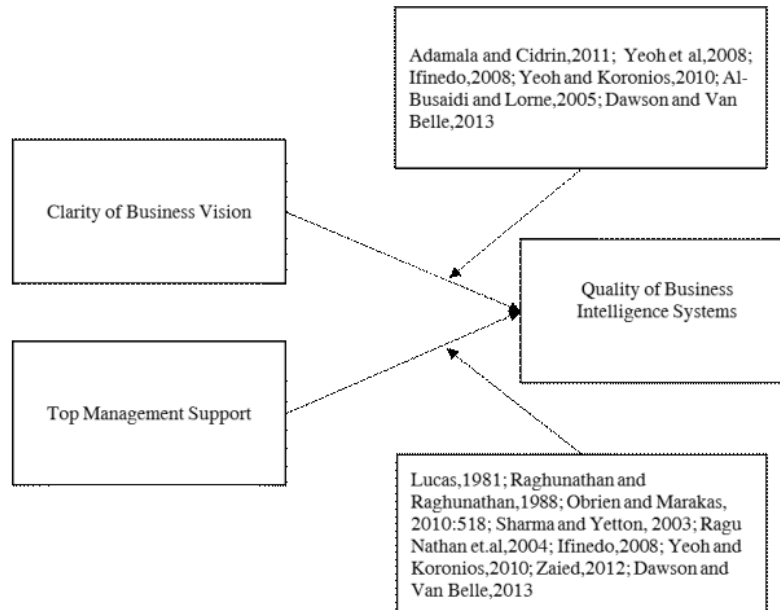 Adamala and Cidrin,2011; Yeoh et al,2008;
Ifinedo,2008; Yeoh and Koronios,2010; Al-
Busaidi and Lorne,2005; Dawson and Van
Belle,2013
Clarity of Business Vision
Quality of Business
Intelligence Systems
Top Management Support
Lucas,1981; Raghunathan and
Raghunathan,1988; Obrien and Marakas,
2010:518; Sharma and Yetton, 2003; Ragu
Nathan et.al,2004; Ifinedo,2008; Yeoh and
Koronios,2010; Zaied,2012; Dawson and
Van Belle,2013